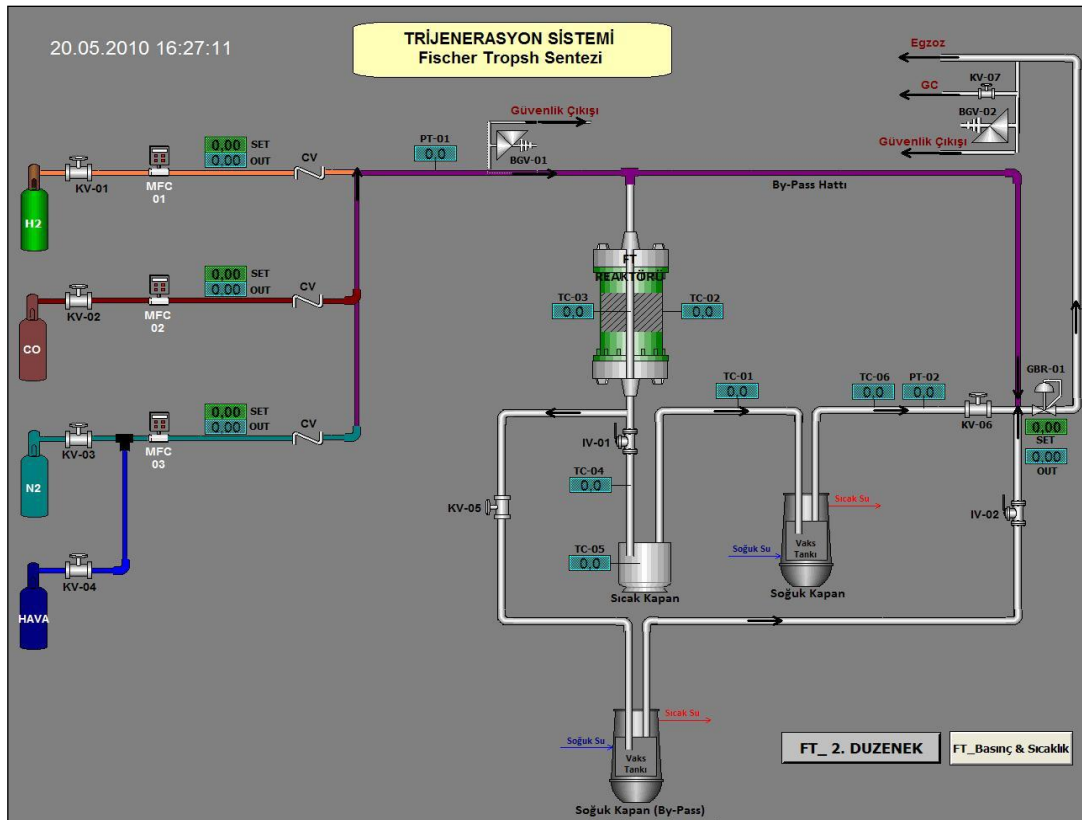 20.05.2010 16:27:11
TRİJENERASYON SİSTEMİ
Fischer Tropsh Sentezi
Egzoz
KV-07
GC
BGV-02
Güvenlik Çıkışı
Güvenlik Çıkışı
PT-01
0,0
BGV-01
0,00 SET
0,00 OUT
CV
KV-01
MFC
01
H2
By-Pass Hattı
FT
REAKTÖRÜ
TC-03
0,0
TC-02
0,0
0,00 SET
0,00 OUT
CV
KV-02
MFC
02
CO
TC-01
0,0
TC-06
0,0
PT-02
0,0
GBR-01
KV-06
0,00
SET
0,00
OUT
0,00 SET
0,00 OUT
CV
KV-03
MFC
03
N2
IV-01
TC-04
0,0
KV-05
IV-02
Sıcak Su
Soğuk Su
Vaks
Tankı
Soğuk Kapan
TC-05
0,0
Sıcak Kapan
KV-04
HAVA
Sıcak Su
Soğuk Su
Vaks
Tankı
Soğuk Kapan (By-Pass)
FT_ 2. DUZENEK
FT_Basınç & Sıcaklık